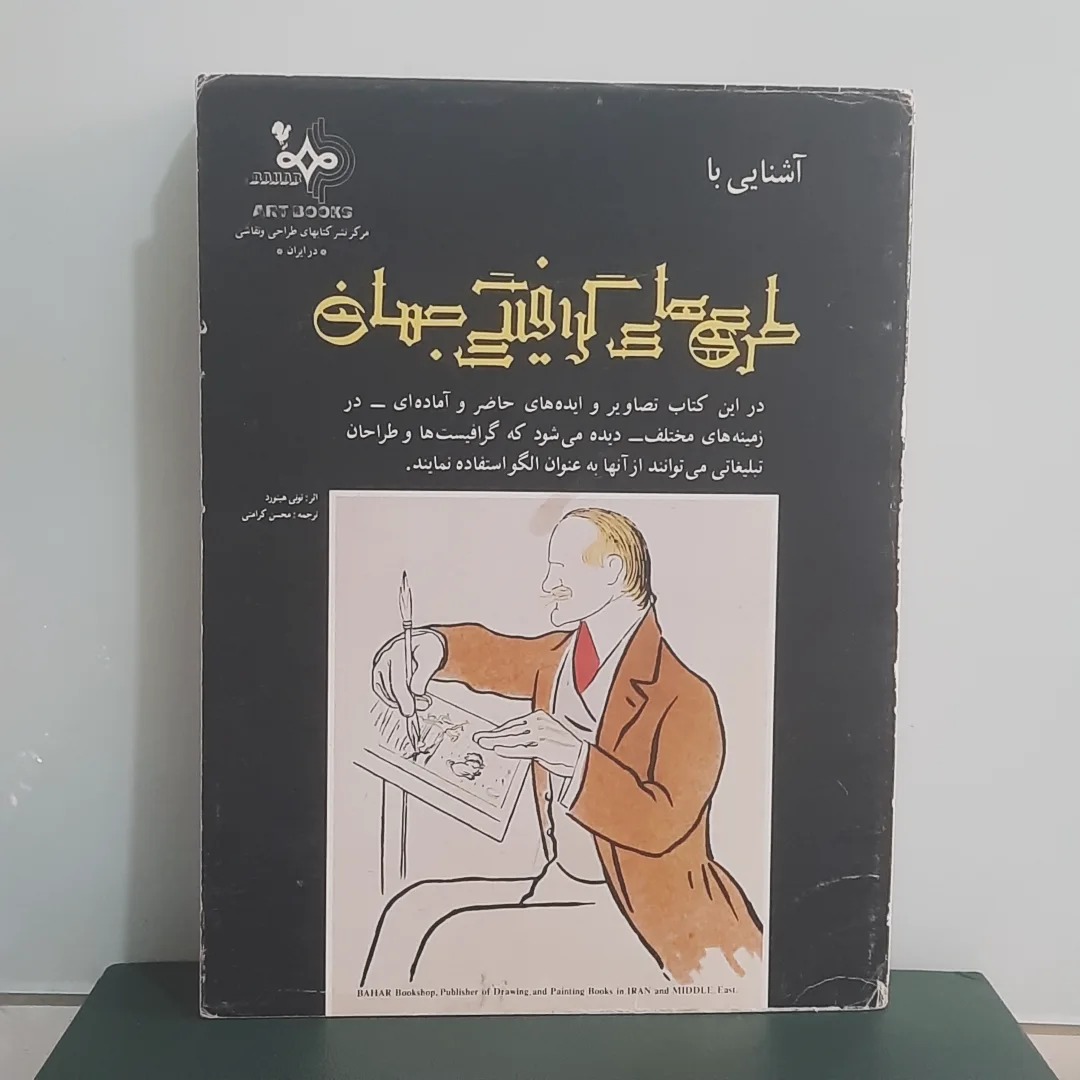 آشنایی با
BAHAR
ART BOOKS
مرکز نشر کتابهای طراحی ونقاشی
* در ایران *
طرح‌های گرافیکی جهان
در این کتاب تصاویر و ایده‌های حاضر و آماده‌ای ــ در
زمینه‌های مختلف ــ دیده می‌شود که گرافیست‌ها و طراحان
تبلیغاتی می‌توانند از آنها به عنوان الگو استفاده نمایند.
اثر: تونی هینورد
ترجمه: محسن کرامتی
BAHAR Bookshop, Publisher of Drawing and Painting Books in IRAN and MIDDLE East.